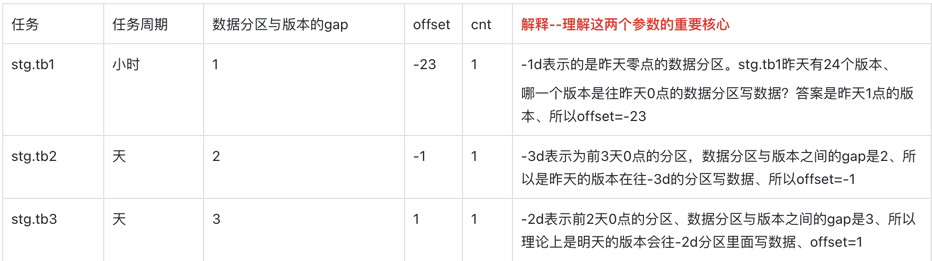 任务 任务周期 数据分区与版本的gap offset cnt 解释--理解这两个参数的重要核心
stg.tb1 小时 1 -23 1 -1d表示的是昨天零点的数据分区。stg.tb1昨天有24个版本、
哪一个版本是往昨天0点的数据分区写数据？答案是昨天1点的版
本、所以offset=-23
stg.tb2 天 2 -1 1 -3d表示为前3天0点的分区，数据分区与版本之间的gap是2、所
以是昨天的版本在往-3d的分区写数据、所以offset=-1
stg.tb3 天 3 1 1 -2d表示前2天0点的分区、数据分区与版本之间的gap是3、所以
理论上是明天的版本会往-2d分区里面写数据、offset=1